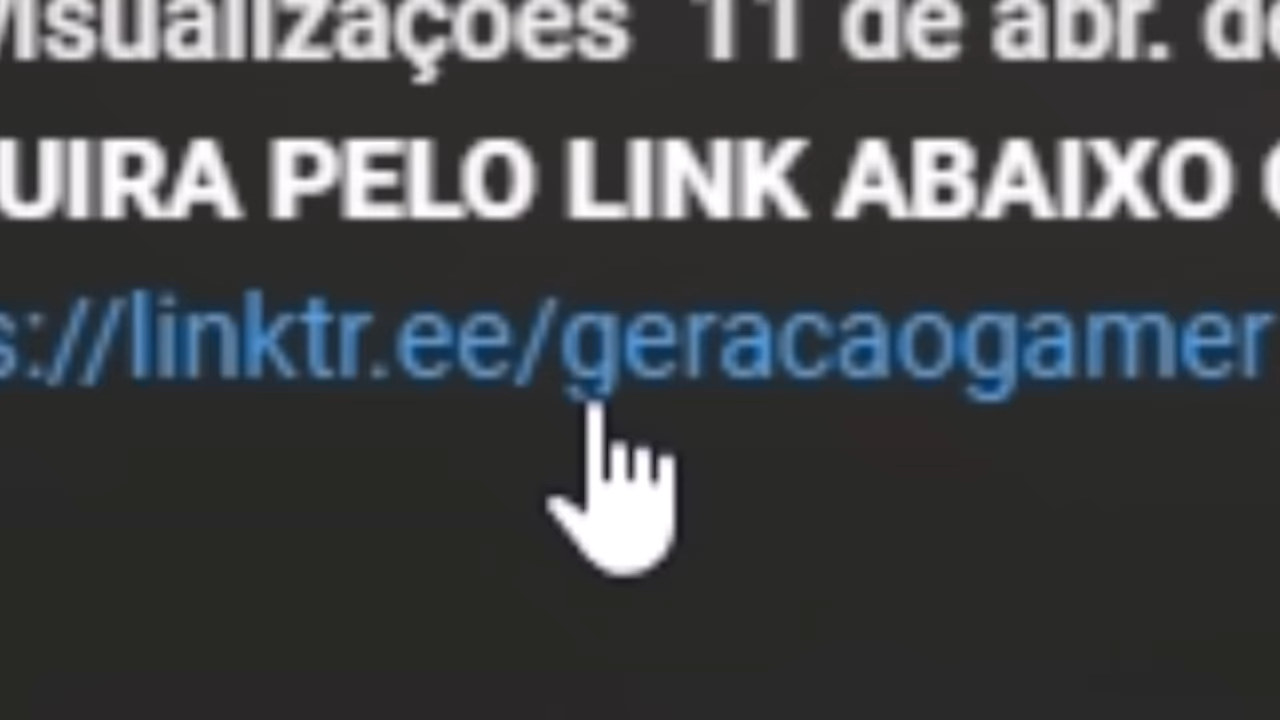 visualizações 11 de abr. de
UIRA PELO LINK ABAIXO
s://linktr.ee/geracaogamer